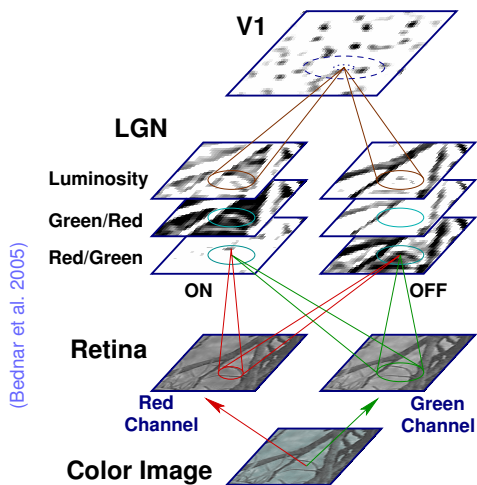 V1
LGN
Luminosity
Green/Red
Red/Green
ON
OFF
(Bednar et al. 2005)
Retina
Red
Channel
Green
Channel
Color Image